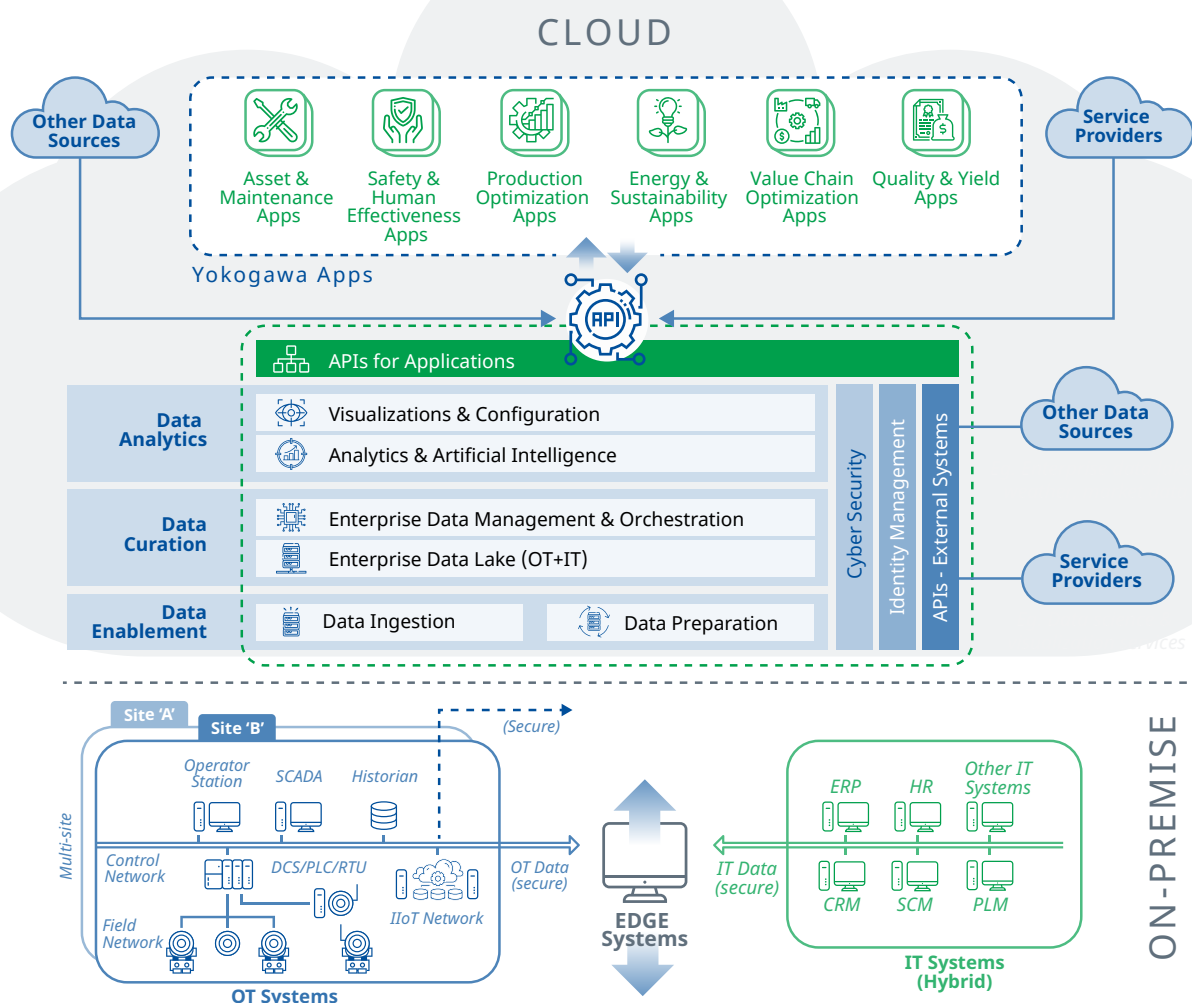 CLOUD
Other Data
Sources
Service
Providers
Asset &
Maintenance
Apps
Safety &
Human
Effectiveness
Apps
Production
Optimization
Apps
Energy &
Sustainability
Apps
Value Chain
Optimization
Apps
Quality & Yield
Apps
Yokogawa Apps
API
APIs for Applications
Data
Analytics
Visualizations & Configuration
Analytics & Artificial Intelligence
Data
Curation
Enterprise Data Management & Orchestration
Enterprise Data Lake (OT+IT)
Data
Enablement
Data Ingestion
Data Preparation
Cyber Security
Identity Management
APIs - External Systems
Other Data
Sources
Service
Providers
Site ‘A’
Site ‘B’
(Secure)
Multi-site
Operator
Station
SCADA
Historian
Control
Network
DCS/PLC/RTU
IIoT Network
Field
Network
OT Systems
OT Data
(secure)
EDGE
Systems
IT Data
(secure)
ERP
HR
Other IT
Systems
CRM
SCM
PLM
IT Systems
(Hybrid)
ON-PREMISE